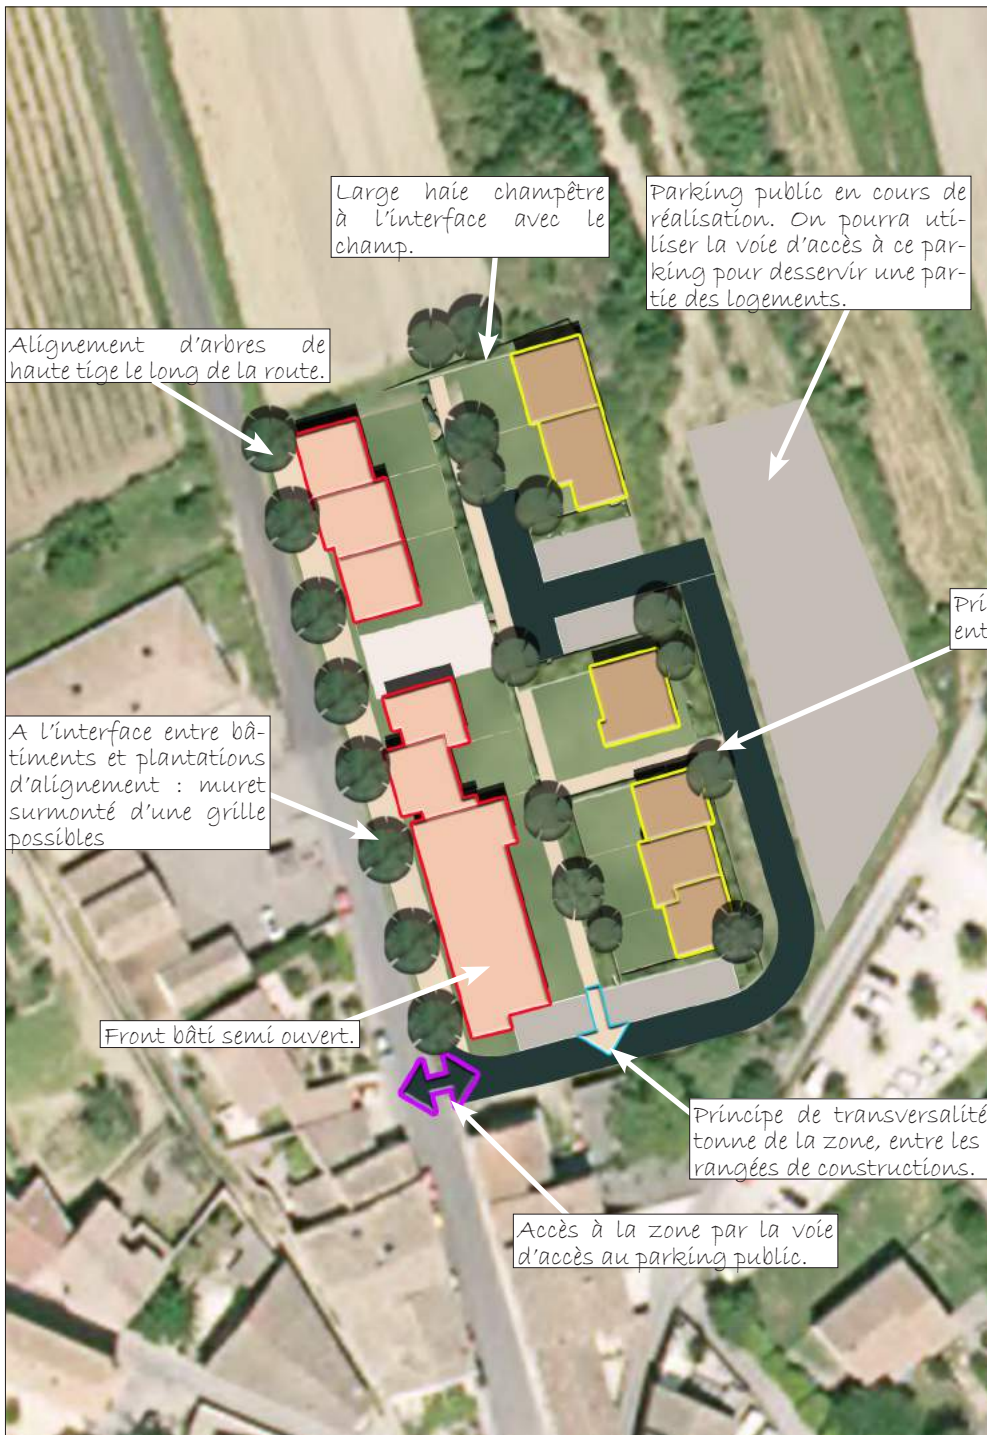 Large haie champêtre
à l'interface avec le
champ.
Parking public en cours de
réalisation. On pourra uti-
liser la voie d'accès à ce par-
king pour desservir une par-
tie des logements.
Alignement d'arbres de
haute tige le long de la route.
Pri
ent
A l'interface entre bâ-
timents et plantations
d'alignement : muret
surmonté d'une grille
possibles
Front bâti semi ouvert.
Principe de transversalité
tonne de la zone, entre les
rangées de constructions.
Accès à la zone par la voie
d'accès au parking public.